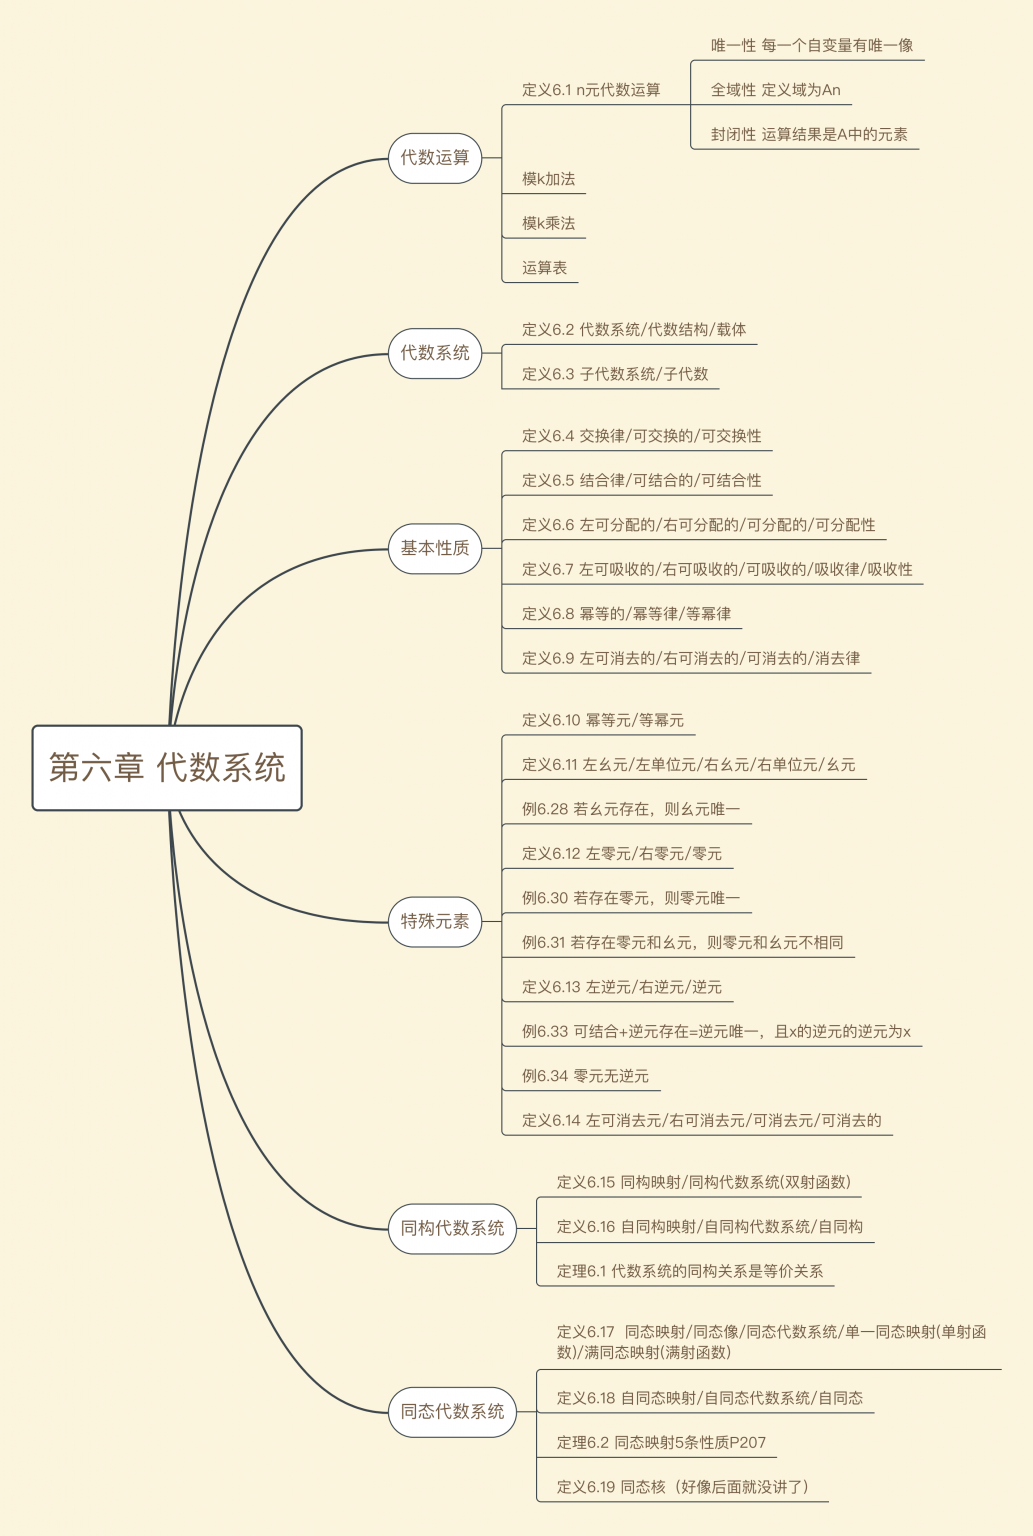 第六章 代数系统
代数运算
定义6.1 n元代数运算
唯一性 每一个自变量有唯一像
全域性 定义域为An
封闭性 运算结果是A中的元素
模k加法
模k乘法
运算表
代数系统
定义6.2 代数系统/代数结构/载体
定义6.3 子代数系统/子代数
基本性质
定义6.4 交换律/可交换的/可交换性
定义6.5 结合律/可结合的/可结合性
定义6.6 左可分配的/右可分配的/可分配的/可分配性
定义6.7 左可吸收的/右可吸收的/可吸收的/吸收律/吸收性
定义6.8 幂等的/幂等律/等幂律
定义6.9 左可消去的/右可消去的/可消去的/消去律
特殊元素
定义6.10 幂等元/等幂元
定义6.11 左幺元/左单位元/右幺元/右单位元/幺元
例6.28 若幺元存在，则幺元唯一
定义6.12 左零元/右零元/零元
例6.30 若存在零元，则零元唯一
例6.31 若存在零元和幺元，则零元和幺元不相同
定义6.13 左逆元/右逆元/逆元
例6.33 可结合+逆元存在=逆元唯一，且x的逆元的逆元为x
例6.34 零元无逆元
定义6.14 左可消去元/右可消去元/可消去元/可消去的
同构代数系统
定义6.15 同构映射/同构代数系统(双射函数)
定义6.16 自同构映射/自同构代数系统/自同构
定理6.1 代数系统的同构关系是等价关系
同态代数系统
定义6.17  同态映射/同态像/同态代数系统/单一同态映射(单射函
数)/满同态映射(满射函数)
定义6.18 自同态映射/自同态代数系统/自同态
定理6.2 同态映射5条性质P207
定义6.19 同态核（好像后面就没讲了）